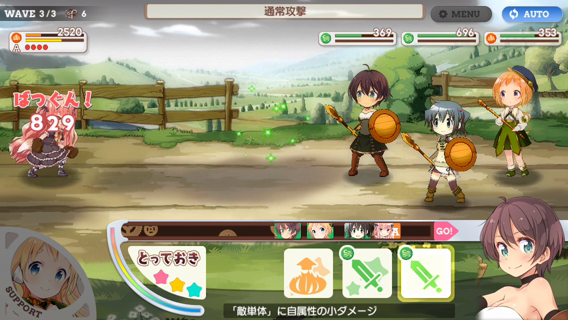 WAVE 3/3 6
通常攻撃
MENU
AUTO
2520
A
369
696
353
ばつぐん！
829
GO!
とっておき
SUPPORT
「敵単体」に自属性の小ダメージ